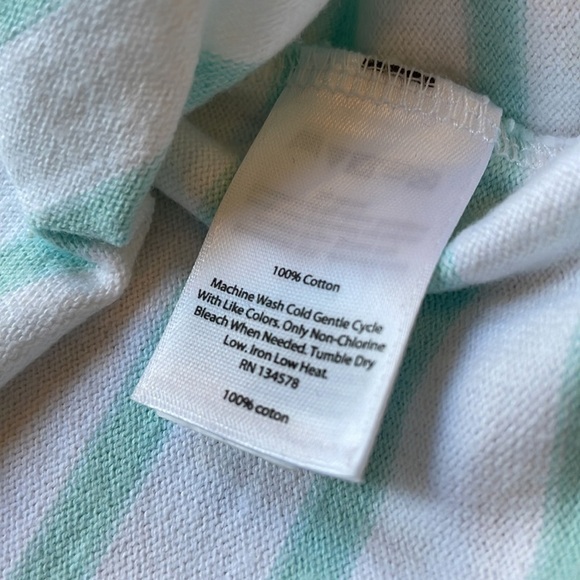 100% Cotton
Machine Wash Cold Gentle Cycle
With Like Colors. Only Non-Chlorine
Bleach When Needed. Tumble Dry
Low. Iron Low Heat.
RN 134578
100% coton